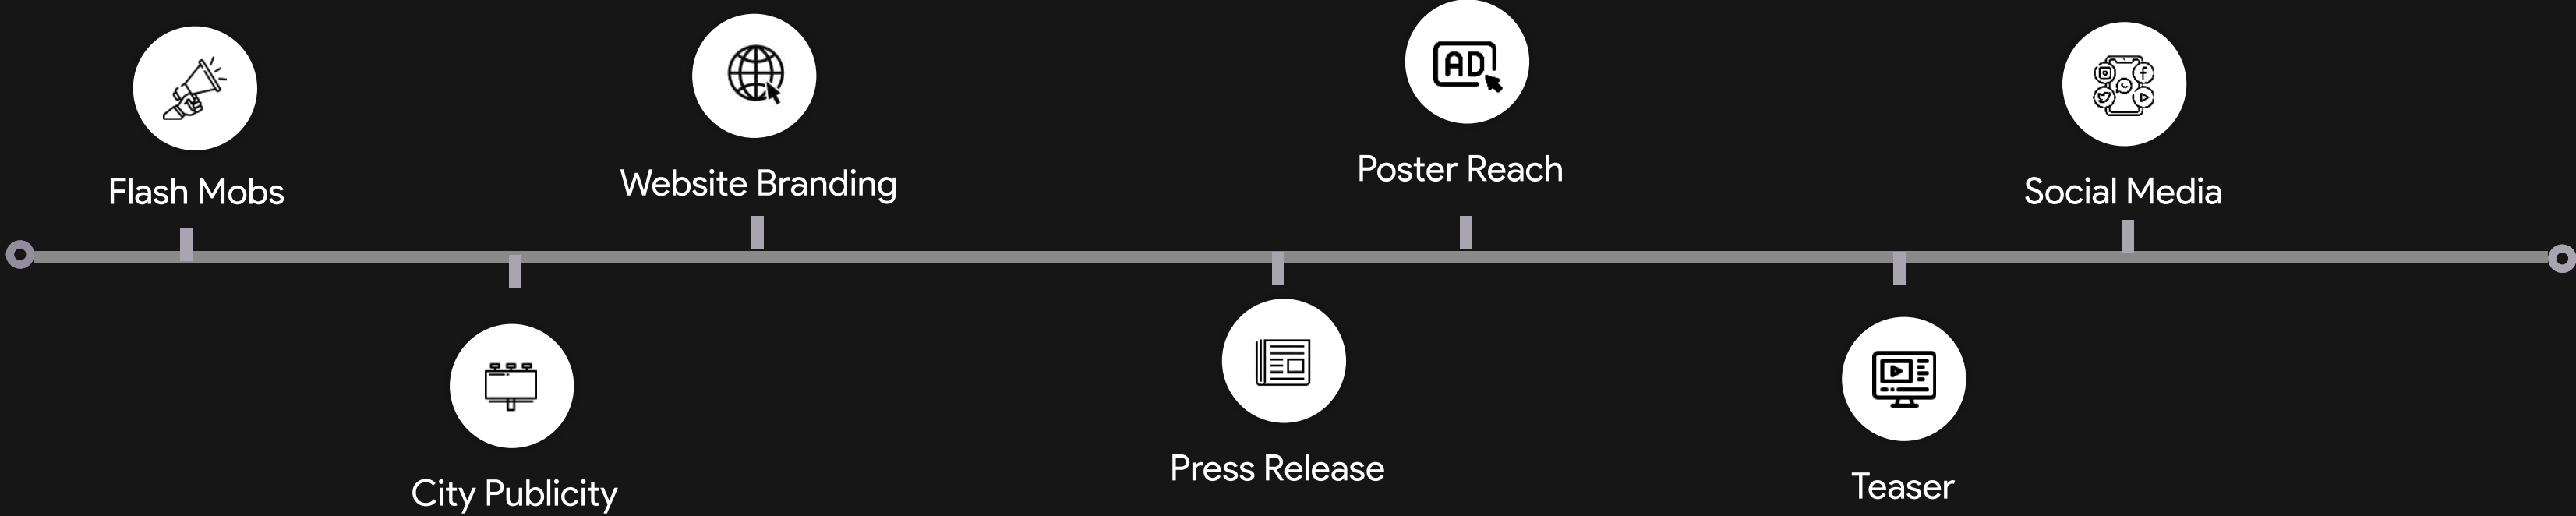 Flash Mobs
City Publicity
Website Branding
Press Release
AD
Poster Reach
Teaser
Social Media